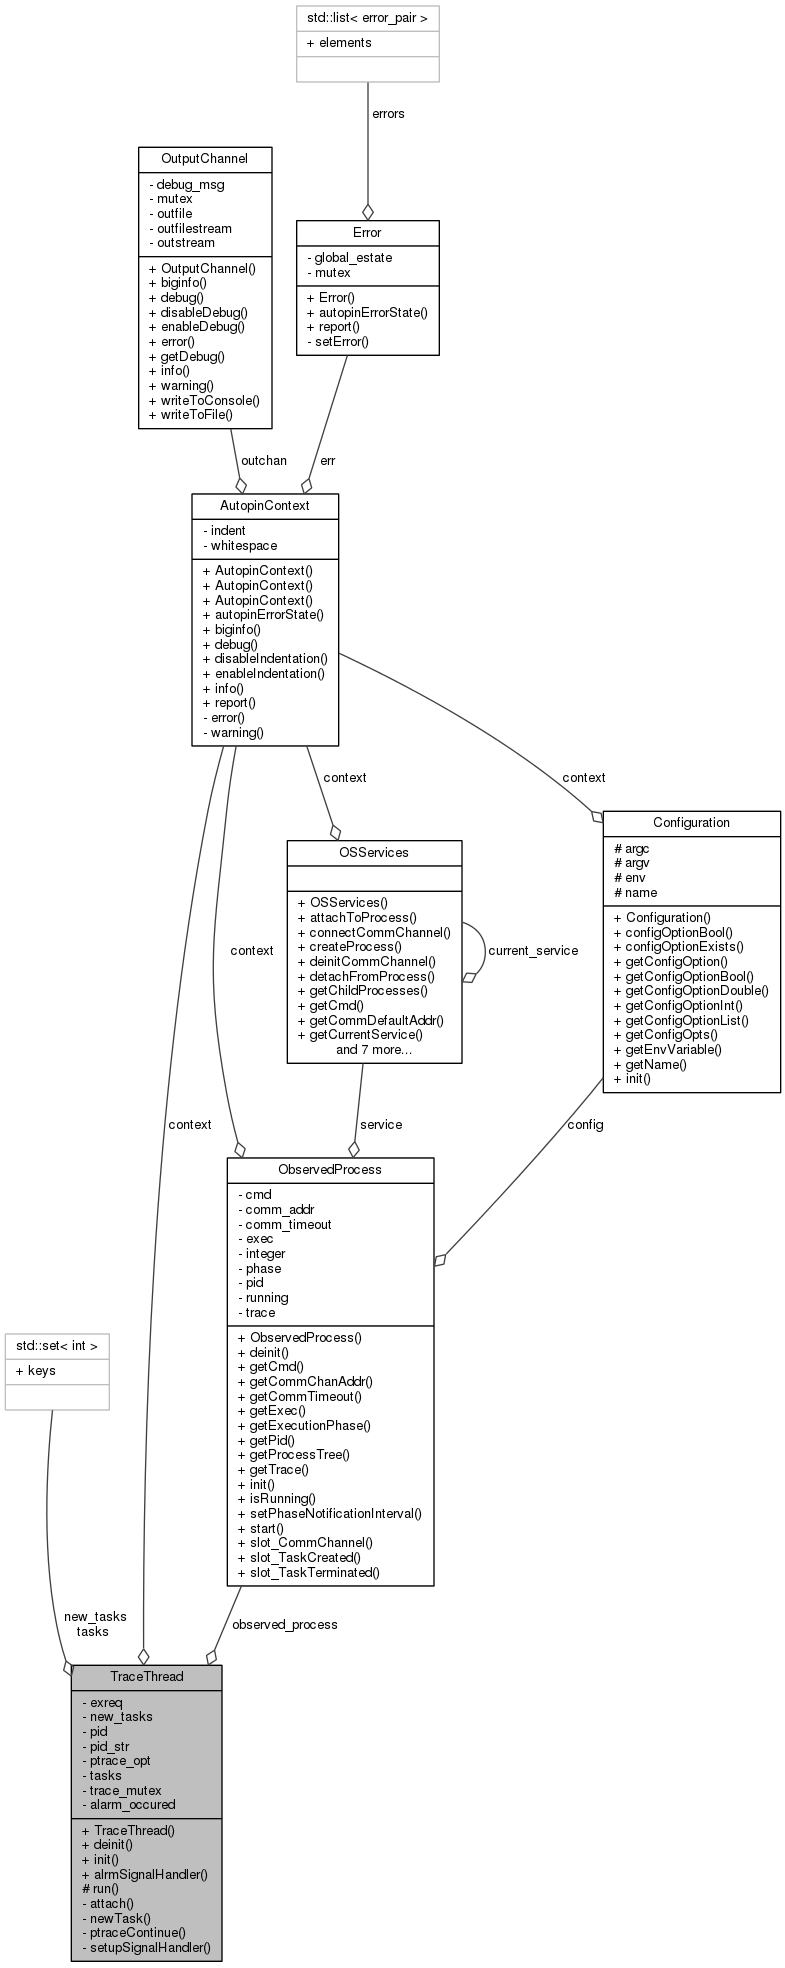 std::list< error_pair >
+ elements
errors
OutputChannel
- debug_msg
- mutex
- outfile
- outfilestream
- outstream
+ OutputChannel()
+ biginfo()
+ debug()
+ disableDebug()
+ enableDebug()
+ error()
+ getDebug()
+ info()
+ warning()
+ writeToConsole()
+ writeToFile()
Error
- global_estate
- mutex
+ Error()
+ autopinErrorState()
+ report()
- setError()
outchan
err
AutopinContext
- indent
- whitespace
+ AutopinContext()
+ AutopinContext()
+ AutopinContext()
+ autopinErrorState()
+ biginfo()
+ debug()
+ disableIndentation()
+ enableIndentation()
+ info()
+ report()
- error()
- warning()
context
context
Configuration
# argc
# argv
# env
# name
+ Configuration()
+ configOptionBool()
+ configOptionExists()
+ getConfigOption()
+ getConfigOptionBool()
+ getConfigOptionDouble()
+ getConfigOptionInt()
+ getConfigOptionList()
+ getConfigOpts()
+ getEnvVariable()
+ getName()
+ init()
OSServices
+ OSServices()
+ attachToProcess()
+ connectCommChannel()
+ createProcess()
+ deinitCommChannel()
+ detachFromProcess()
+ getChildProcesses()
+ getCmd()
+ getCommDefaultAddr()
+ getCurrentService()
and 7 more...
current_service
context
context
service
config
ObservedProcess
- cmd
- comm_addr
- comm_timeout
- exec
- integer
- phase
- pid
- running
- trace
+ ObservedProcess()
+ deinit()
+ getCmd()
+ getCommChanAddr()
+ getCommTimeout()
+ getExec()
+ getExecutionPhase()
+ getPid()
+ getProcessTree()
+ getTrace()
+ init()
+ isRunning()
+ setPhaseNotificationInterval()
+ start()
+ slot_CommChannel()
+ slot_TaskCreated()
+ slot_TaskTerminated()
std::set< int >
+ keys
new_tasks
tasks
observed_process
TraceThread
- exreq
- new_tasks
- pid
- pid_str
- ptrace_opt
- tasks
- trace_mutex
- alarm_occured
+ TraceThread()
+ deinit()
+ init()
+ alrmSignalHandler()
# run()
- attach()
- newTask()
- ptraceContinue()
- setupSignalHandler()